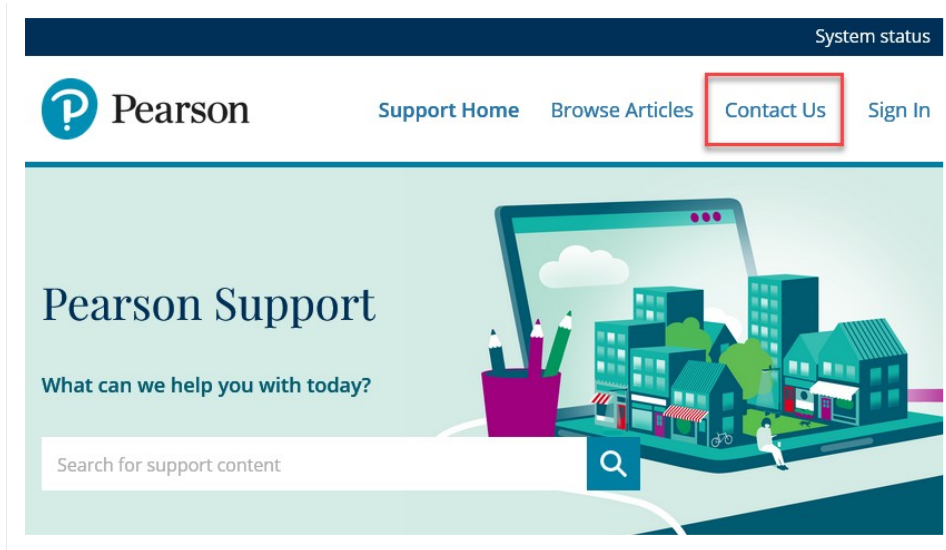 System status
Pearson
Support Home Browse Articles Contact Us Sign In
Pearson Support
What can we help you with today?
Search for support content